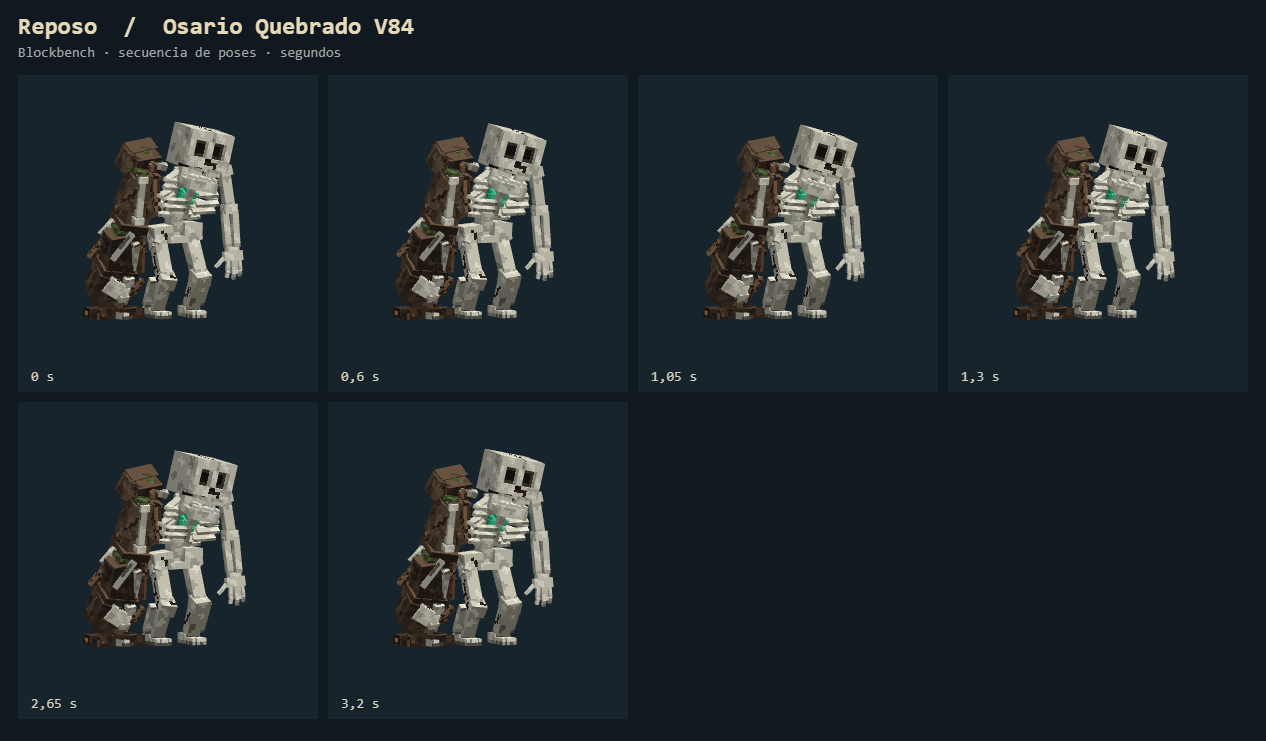 Reposo / Osario Quebrado V84
Blockbench · secuencia de poses · segundos
0 s
0,6 s
1,05 s
1,3 s
2,65 s
3,2 s